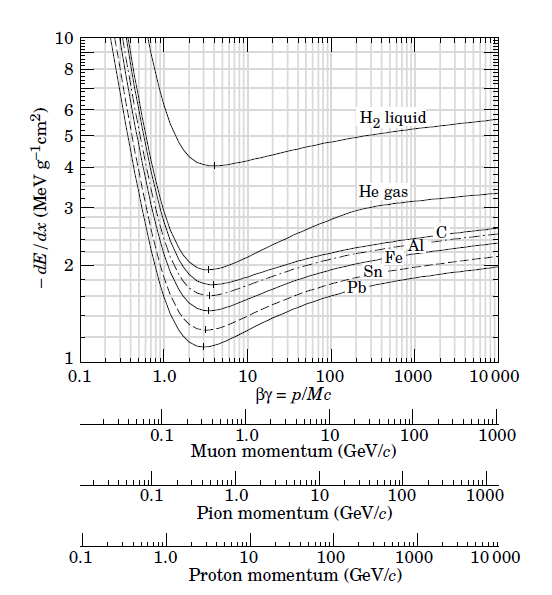 10
8
6
5
4
3
2
1
− dE/dx (MeV g⁻¹cm²)
H₂ liquid
He gas
C
Al
Fe
Sn
Pb
0.1 1.0 10 100 1000 10 000
βγ = p/Mc
0.1 1.0 10 100 1000
Muon momentum (GeV/c)
0.1 1.0 10 100 1000
Pion momentum (GeV/c)
0.1 1.0 10 100 1000 10 000
Proton momentum (GeV/c)